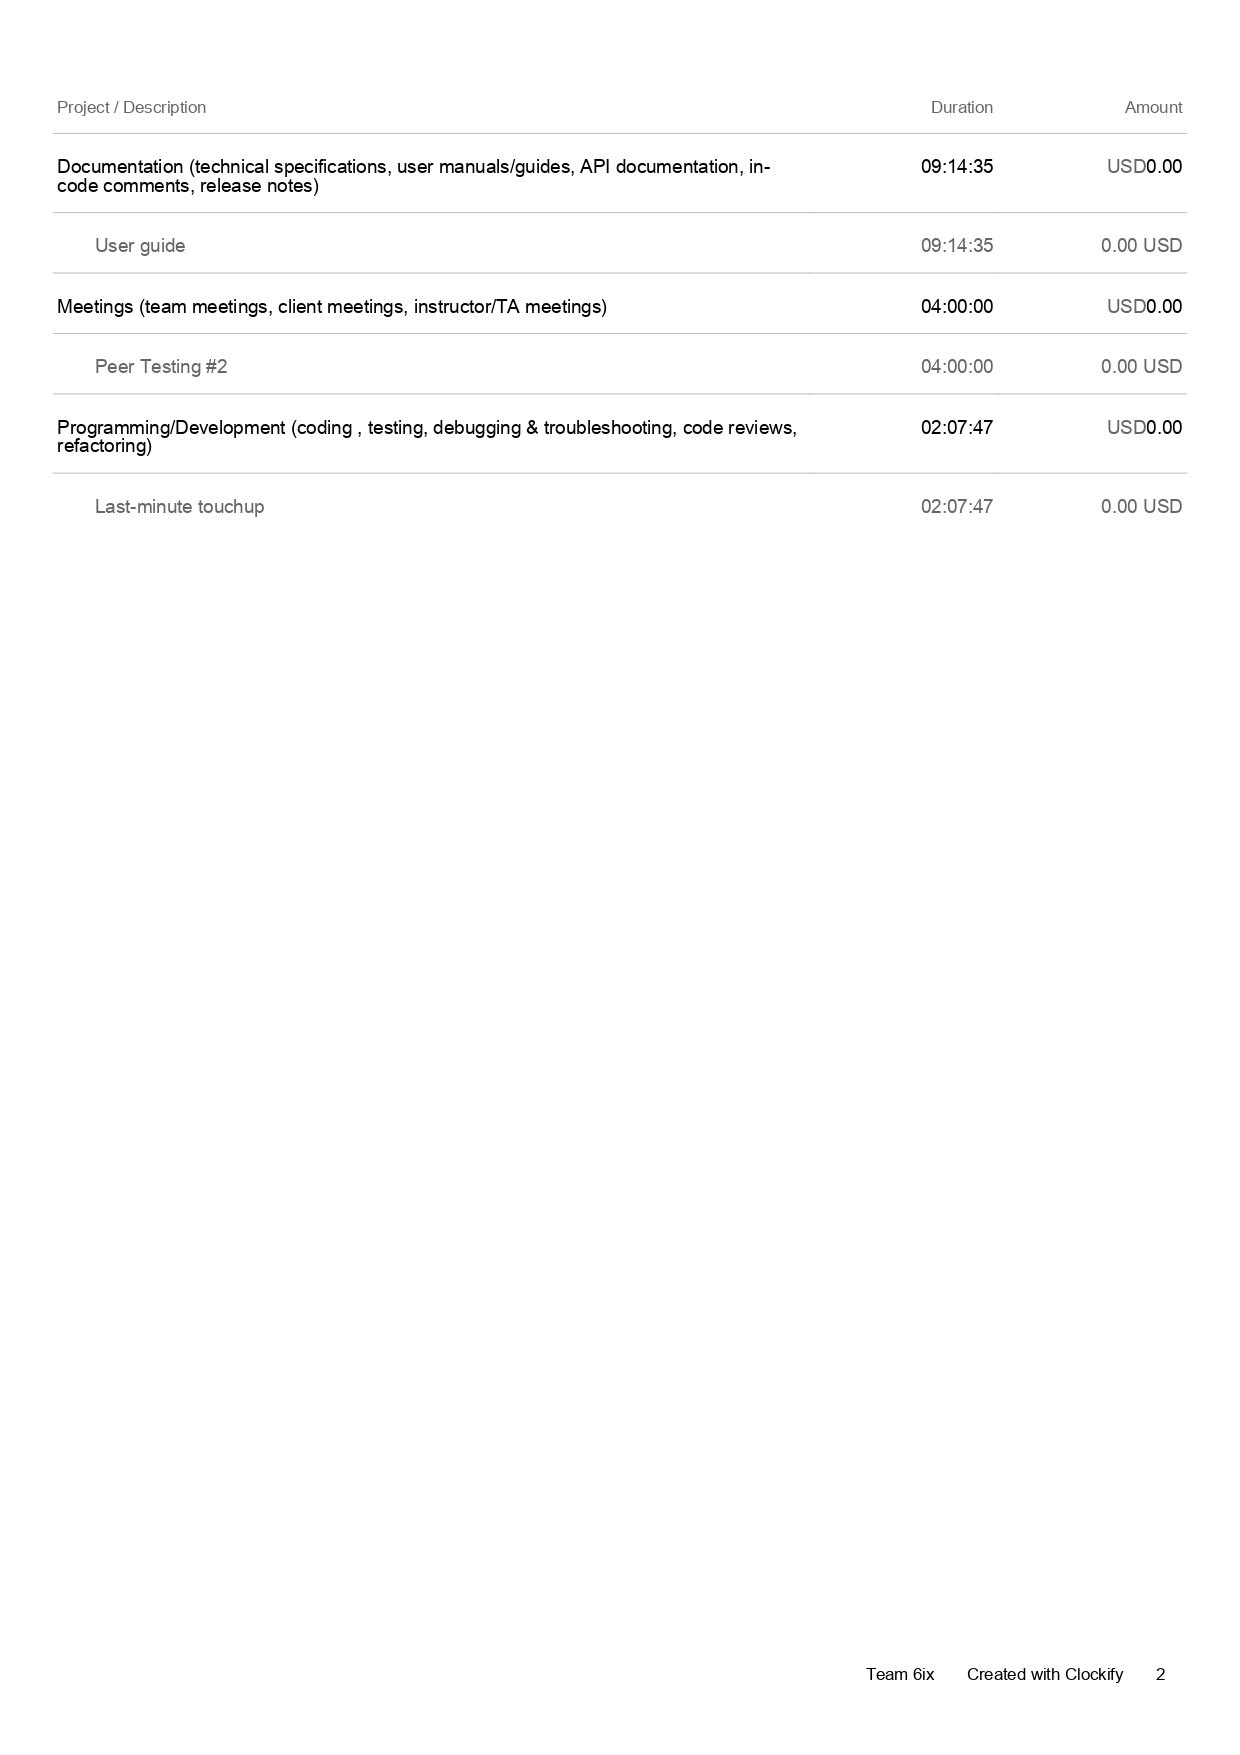 Project / Description Duration Amount
Documentation (technical specifications, user manuals/guides, API documentation, in- 09:14:35 USD0.00
code comments, release notes)
User guide 09:14:35 0.00 USD
Meetings (team meetings, client meetings, instructor/TA meetings) 04:00:00 USD0.00
Peer Testing #2 04:00:00 0.00 USD
Programming/Development (coding , testing, debugging & troubleshooting, code reviews, 02:07:47 USD0.00
refactoring)
Last-minute touchup 02:07:47 0.00 USD
Team 6ix Created with Clockify 2